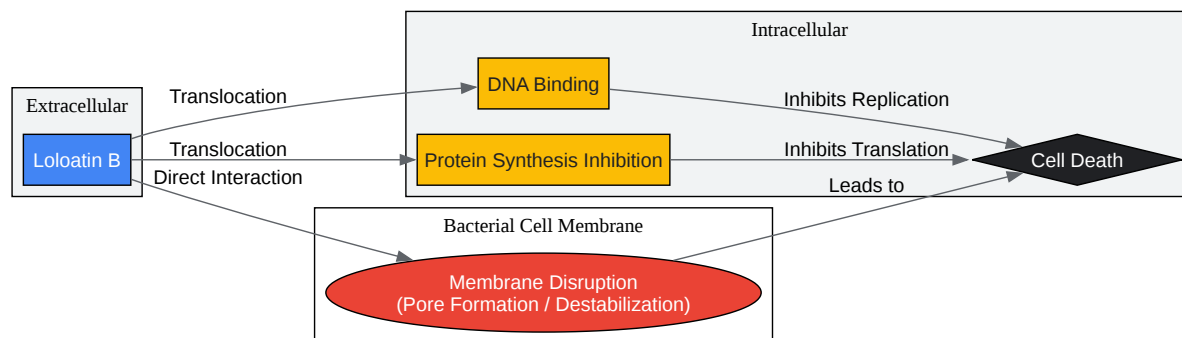 Intracellular
Extracellular
Loloatin B
Translocation
DNA Binding
Inhibits Replication
Translocation
Protein Synthesis Inhibition
Inhibits Translation
Cell Death
Direct Interaction
Leads to
Bacterial Cell Membrane
Membrane Disruption
(Pore Formation / Destabilization)